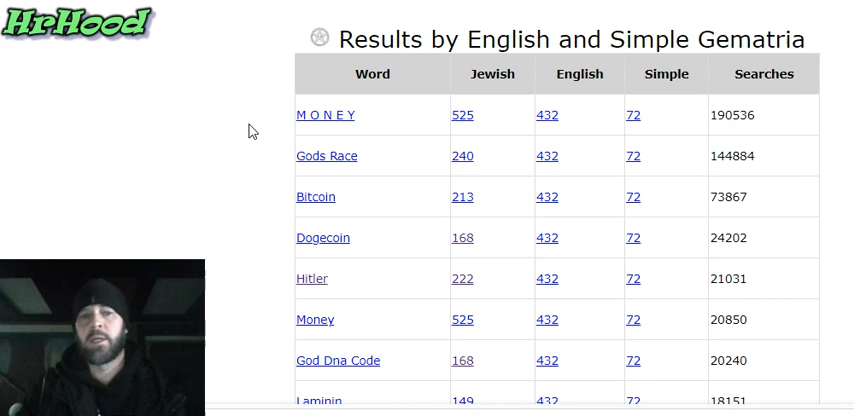 HrHood
Results by English and Simple Gematria
Word Jewish English Simple Searches
M O N E Y 525 432 72 190536
Gods Race 240 432 72 144884
Bitcoin 213 432 72 73867
Dogecoin 168 432 72 24202
Hitler 222 432 72 21031
Money 525 432 72 20850
God Dna Code 168 432 72 20240
Laminin 149 432 72 18151